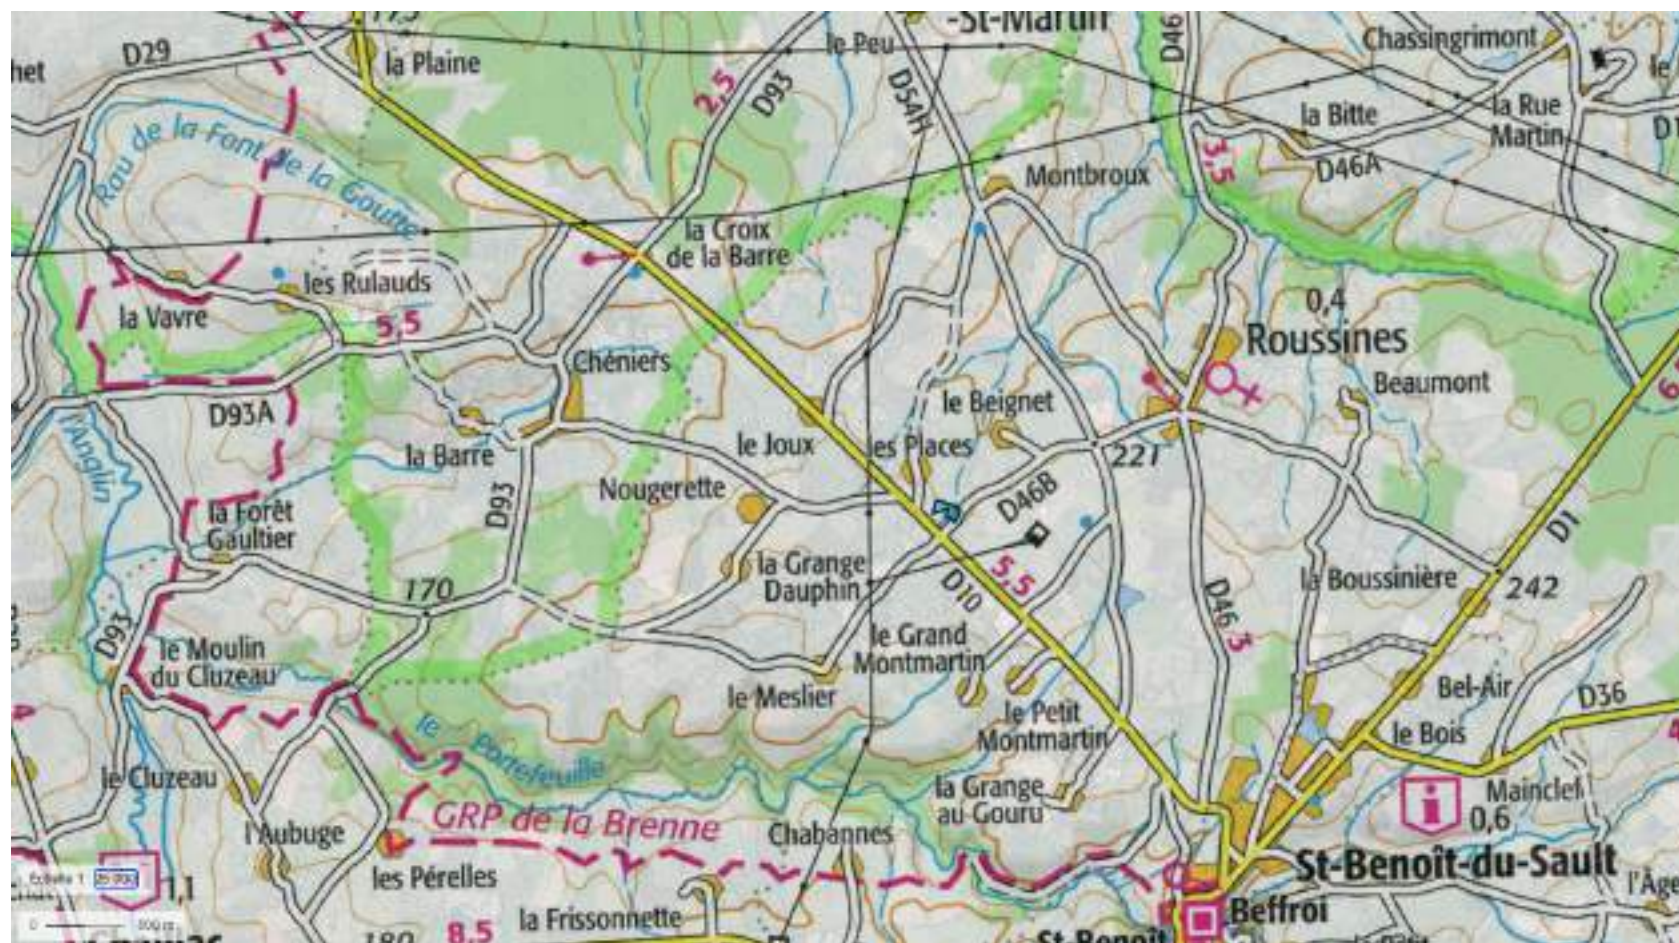 175
-St-Martin
D29
la Plaine
le Peu
D46
Chassingrimont
het
2,5
D93
D54H
la Bitte
la Rue
Martin
D46A
3,5
Rau de la Font de la Goutte
Montbroux
la Croix
de la Barre
les Rulauds
la Vavre
5,5
0,4
Roussines
Chéniers
Beaumont
D93A
le Beignet
l'Anglin
la Barre
le Joux
les Places
221
Nougerette
D93
D46B
la Forêt
Gaultier
D1
la Grange
Dauphin
5,5
D10
170
la Boussinière
242
D46
3
D93
le Moulin
du Cluzeau
le Grand
Montmartin
le Meslier
Bel-Air
D36
le Petit
Montmartin
le Bois
le Portefeuille
le Cluzeau
la Grange
au Gouru
Mainclef
0,6
GRP de la Brenne
l'Aubuge
Chabannes
les Pérelles
St-Benoît-du-Sault
1,1
la Frissonnette
Beffroi
180
8,5
St-Benoît